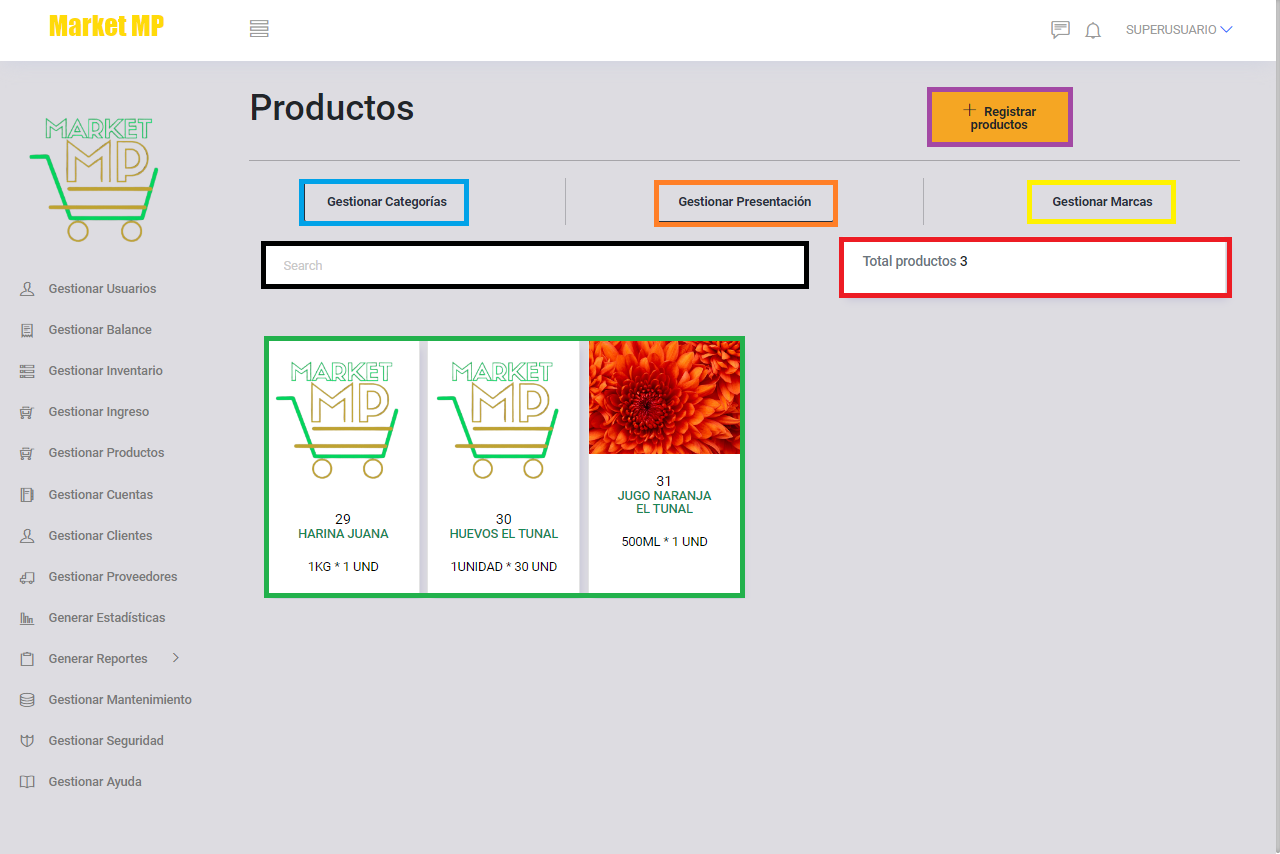 Market MP
SUPERUSUARIO
MARKET
MP
Productos
Registrar
productos
Gestionar Categorías
Gestionar Presentación
Gestionar Marcas
Search
Total productos 3
Gestionar Usuarios
Gestionar Balance
Gestionar Inventario
Gestionar Ingreso
Gestionar Productos
Gestionar Cuentas
Gestionar Clientes
Gestionar Proveedores
Generar Estadísticas
Generar Reportes
Gestionar Mantenimiento
Gestionar Seguridad
Gestionar Ayuda
MARKET
MP
29
HARINA JUANA
1KG * 1 UND
MARKET
MP
30
HUEVOS EL TUNAL
1UNIDAD * 30 UND
31
JUGO NARANJA
EL TUNAL
500ML * 1 UND